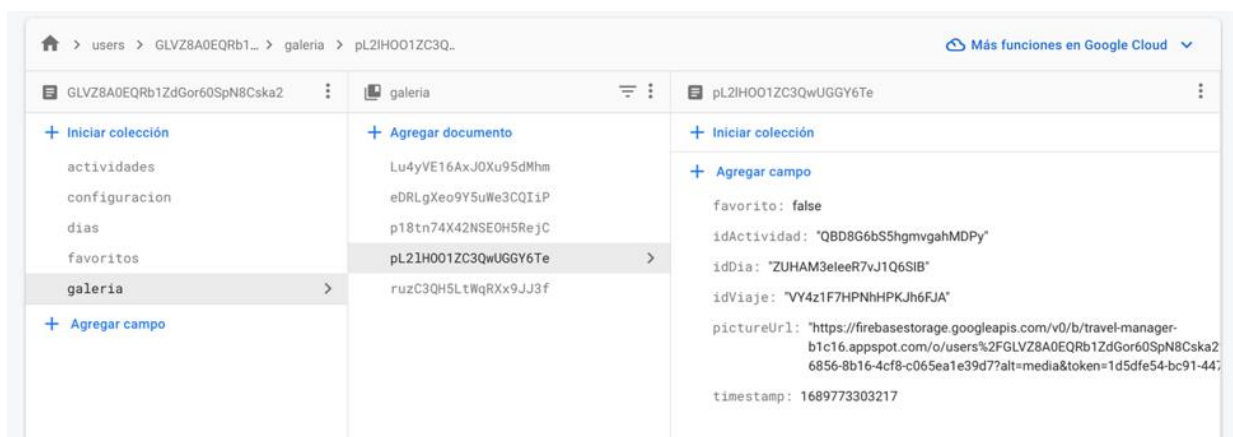 users > GLVZ8A0EQRb1... > galeria > pL2lHOO1ZC3Q..
Más funciones en Google Cloud
GLVZ8A0EQRb1ZdGor60SpN8Cska2
Iniciar colección
actividades
configuracion
dias
favoritos
galeria
Agregar campo
galeria
Agregar documento
Lu4yVE16AxJOXu95dMhm
eDRLgXeo9Y5uWe3CQIiP
p18tn74X42NSEOH5RejC
pL2lHOO1ZC3QwUGGY6Te
ruzC3QH5LtWqRXx9JJ3f
pL2lHOO1ZC3QwUGGY6Te
Iniciar colección
Agregar campo
favorito: false
idActividad: "QBD8G6bS5hgmvgahMDPy"
idDia: "ZUHAM3eIeeR7vJ1Q6SIB"
idViaje: "VY4z1F7HPNhHPKJh6FJA"
pictureUrl: "https://firebasestorage.googleapis.com/v0/b/travel-manager-
b1c16.appspot.com/o/users%2FGLVZ8A0EQRb1ZdGor60SpN8Cska2
6856-8b16-4cf8-c065ea1e39d7?alt=media&token=1d5dfe54-bc91-447
timestamp: 1689773303217